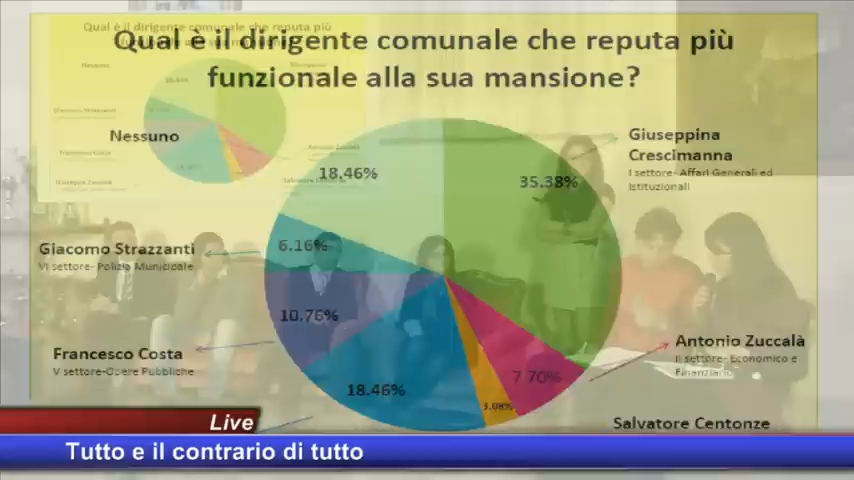 Qual è il dirigente comunale che reputa più
funzionale alla sua mansione?
Nessuno
18.46%
35.38%
Giuseppina
Crescimanna
I settore- Affari Generali ed
Istituzionali
Giacomo Strazzanti
VI settore- Polizia Municipale
6.16%
10.76%
Francesco Costa
V settore-Opere Pubbliche
18.46%
3.08%
7.70%
Antonio Zuccalà
II settore- Economico e
Finanziario
Salvatore Centonze
Live
Tutto e il contrario di tutto